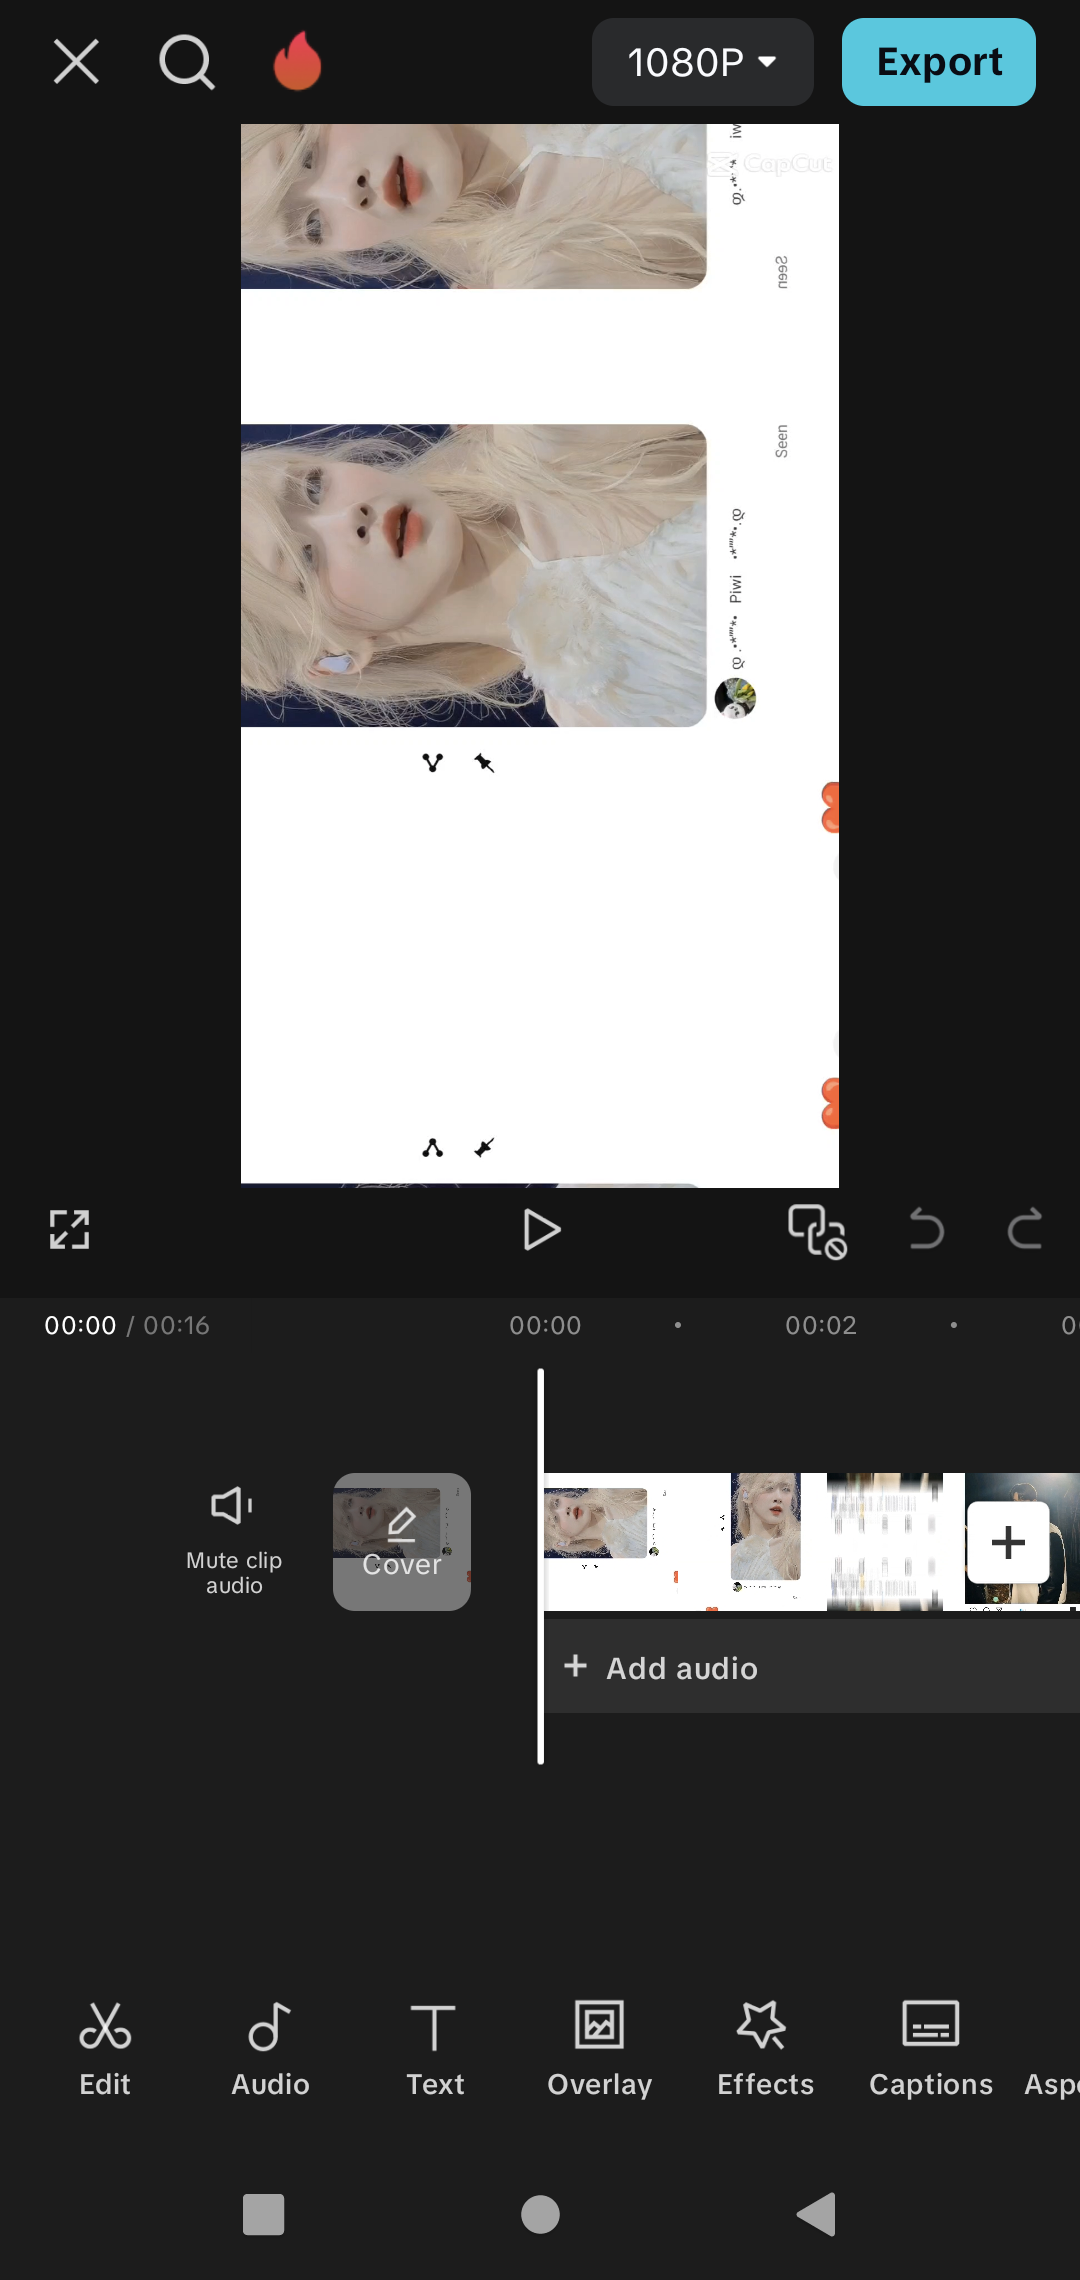 1080P
Export
CapCut
Seen
Seen
Piwi
00:00 / 00:16
00:00
00:02
Mute clip
audio
Cover
Add audio
Edit
Audio
Text
Overlay
Effects
Captions